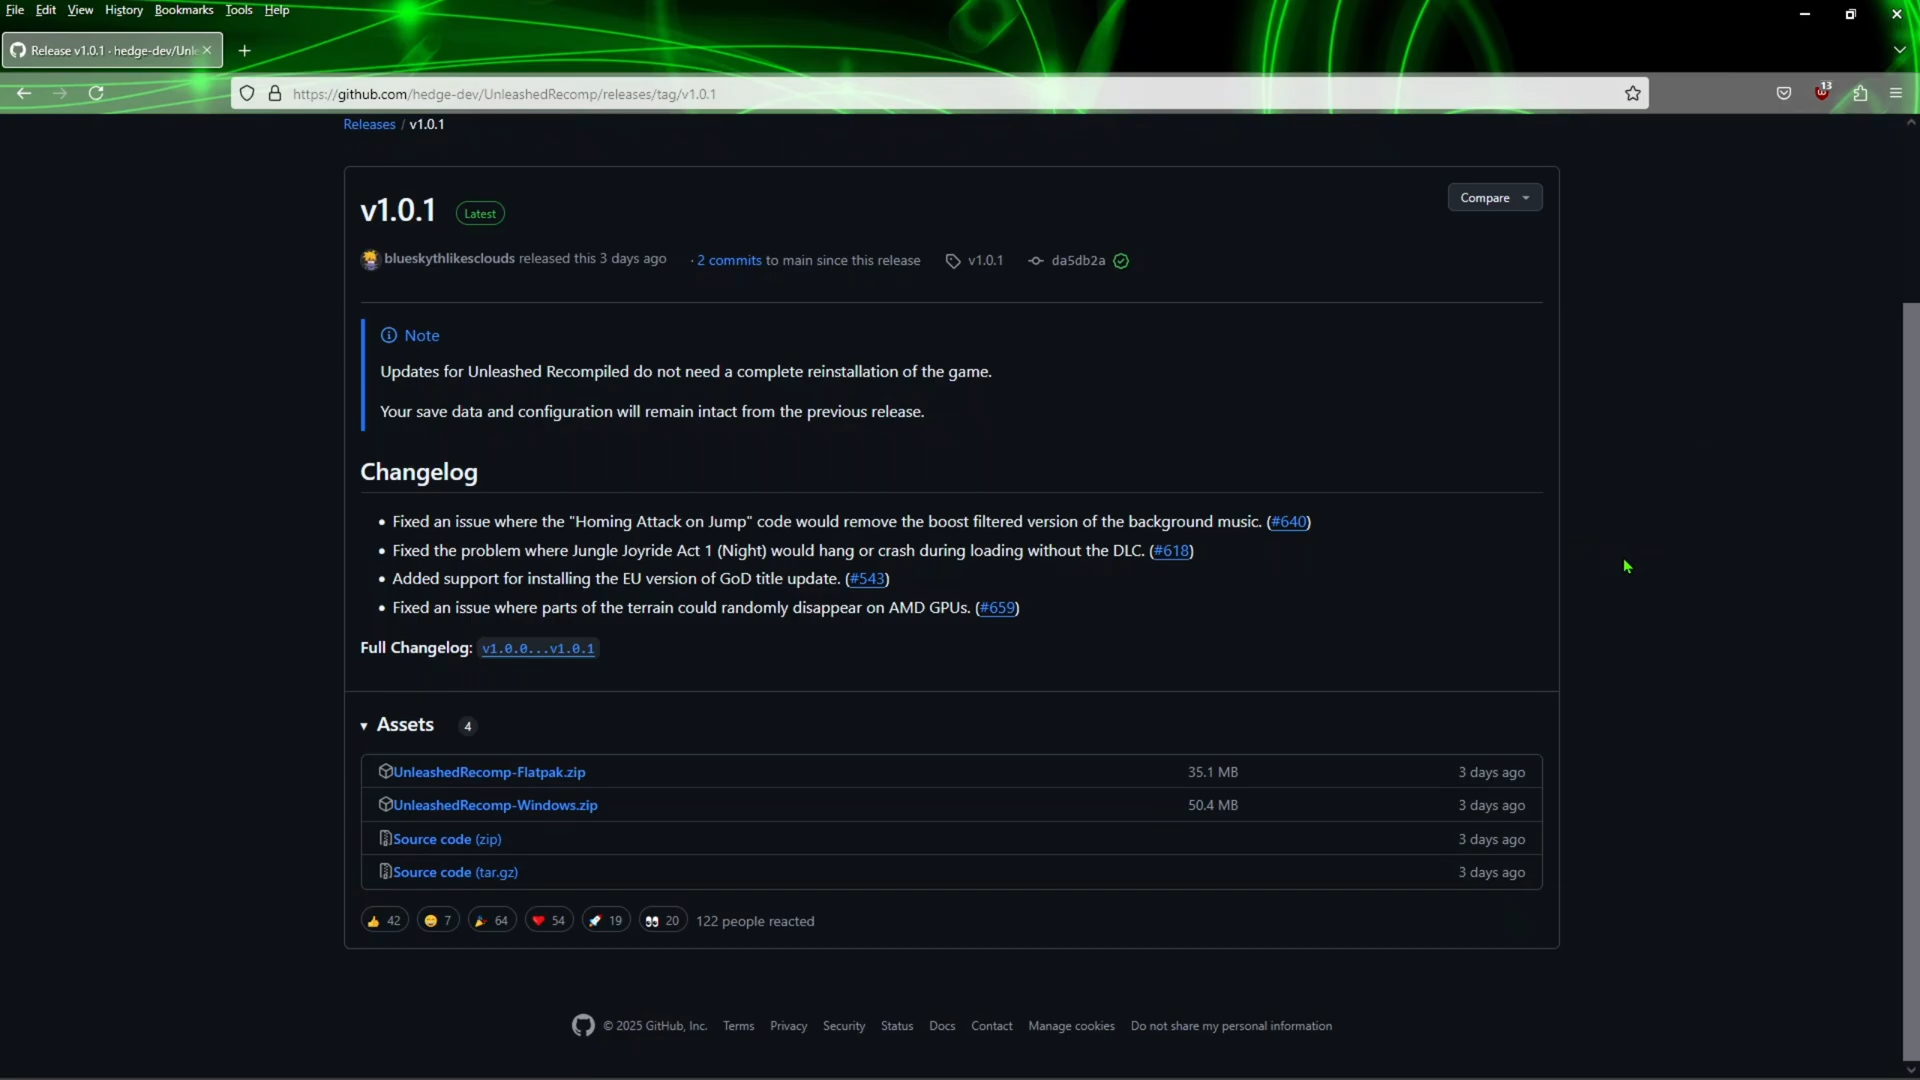 File Edit View History Bookmarks Tools Help
Release v1.0.1 · hedge-dev/Unle
https://github.com/hedge-dev/UnleashedRecomp/releases/tag/v1.0.1
13
Releases / v1.0.1
v1.0.1 Latest
Compare
blueskythlikesclouds released this 3 days ago · 2 commits to main since this release v1.0.1 da5db2a
Note
Updates for Unleashed Recompiled do not need a complete reinstallation of the game.
Your save data and configuration will remain intact from the previous release.
Changelog
• Fixed an issue where the "Homing Attack on Jump" code would remove the boost filtered version of the background music. (#640)
• Fixed the problem where Jungle Joyride Act 1 (Night) would hang or crash during loading without the DLC. (#618)
• Added support for installing the EU version of GoD title update. (#543)
• Fixed an issue where parts of the terrain could randomly disappear on AMD GPUs. (#659)
Full Changelog: v1.0.0...v1.0.1
Assets 4
UnleashedRecomp-Flatpak.zip 35.1 MB 3 days ago
UnleashedRecomp-Windows.zip 50.4 MB 3 days ago
Source code (zip) 3 days ago
Source code (tar.gz) 3 days ago
👍 42 😄 7 🎉 64 ❤️ 54 🚀 19 👀 20 122 people reacted
© 2025 GitHub, Inc. Terms Privacy Security Status Docs Contact Manage cookies Do not share my personal information